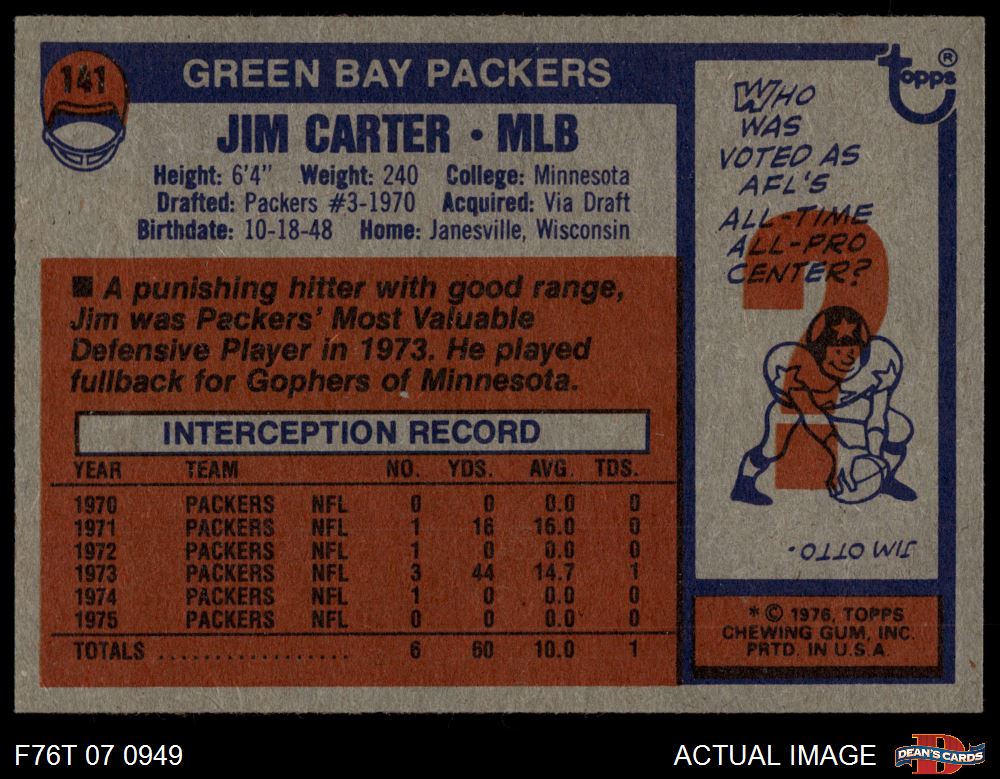 141
GREEN BAY PACKERS
JIM CARTER • MLB
Height: 6'4" Weight: 240 College: Minnesota
Drafted: Packers #3-1970 Acquired: Via Draft
Birthdate: 10-18-48 Home: Janesville, Wisconsin
■ A punishing hitter with good range,
Jim was Packers' Most Valuable
Defensive Player in 1973. He played
fullback for Gophers of Minnesota.
INTERCEPTION RECORD
YEAR TEAM NO. YDS. AVG. TDS.
1970 PACKERS NFL 0 0 0.0 0
1971 PACKERS NFL 1 16 16.0 0
1972 PACKERS NFL 1 0 0.0 0
1973 PACKERS NFL 3 44 14.7 1
1974 PACKERS NFL 1 0 0.0 0
1975 PACKERS NFL 0 0 0.0 0
TOTALS .................. 6 60 10.0 1
topps ®
WHO
WAS
VOTED AS
AFL'S
ALL-TIME
ALL-PRO
CENTER?
?
JIM OTTO.
* © 1976, TOPPS
CHEWING GUM, INC.
PRTD. IN U.S.A.
F76T 07 0949
ACTUAL IMAGE
D
DEAN'S CARDS